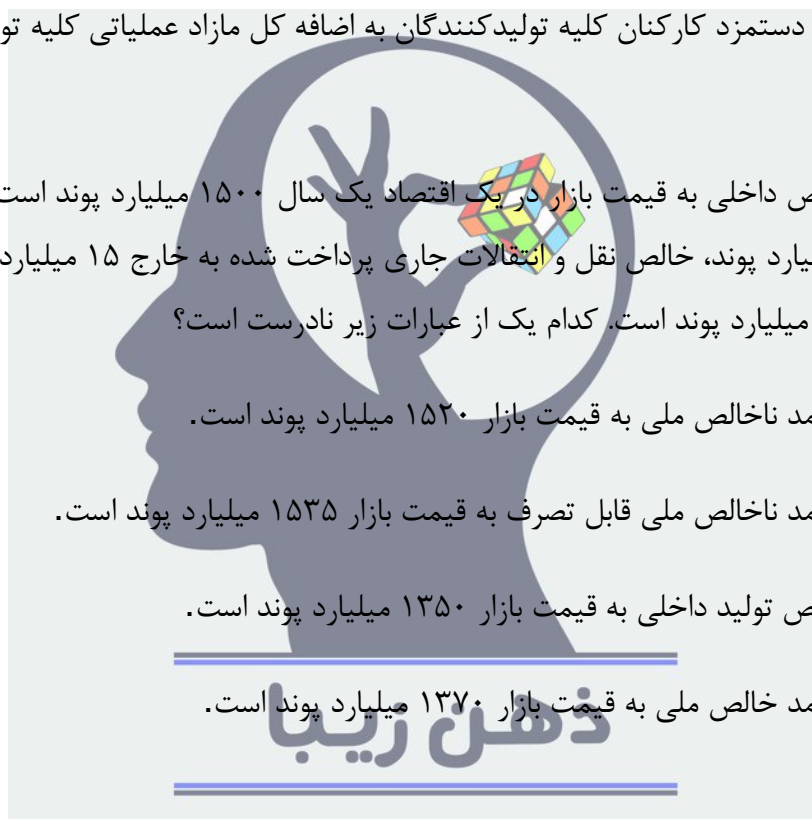 دستمزد کارکنان کلیه تولیدکنندگان به اضافه کل مازاد عملیاتی کلیه تو
ص داخلی به قیمت بازار در یک اقتصاد یک سال ۱۵۰۰ میلیارد پوند است
یارد پوند، خالص نقل و انتقالات جاری پرداخت شده به خارج ۱۵ میلیارد
میلیارد پوند است. کدام یک از عبارات زیر نادرست است؟
مد ناخالص ملی به قیمت بازار ۱۵۲۰ میلیارد پوند است.
مد ناخالص ملی قابل تصرف به قیمت بازار ۱۵۳۵ میلیارد پوند است.
ص تولید داخلی به قیمت بازار ۱۳۵۰ میلیارد پوند است.
مد خالص ملی به قیمت بازار ۱۳۷۰ میلیارد پوند است.
ذهن زیبا